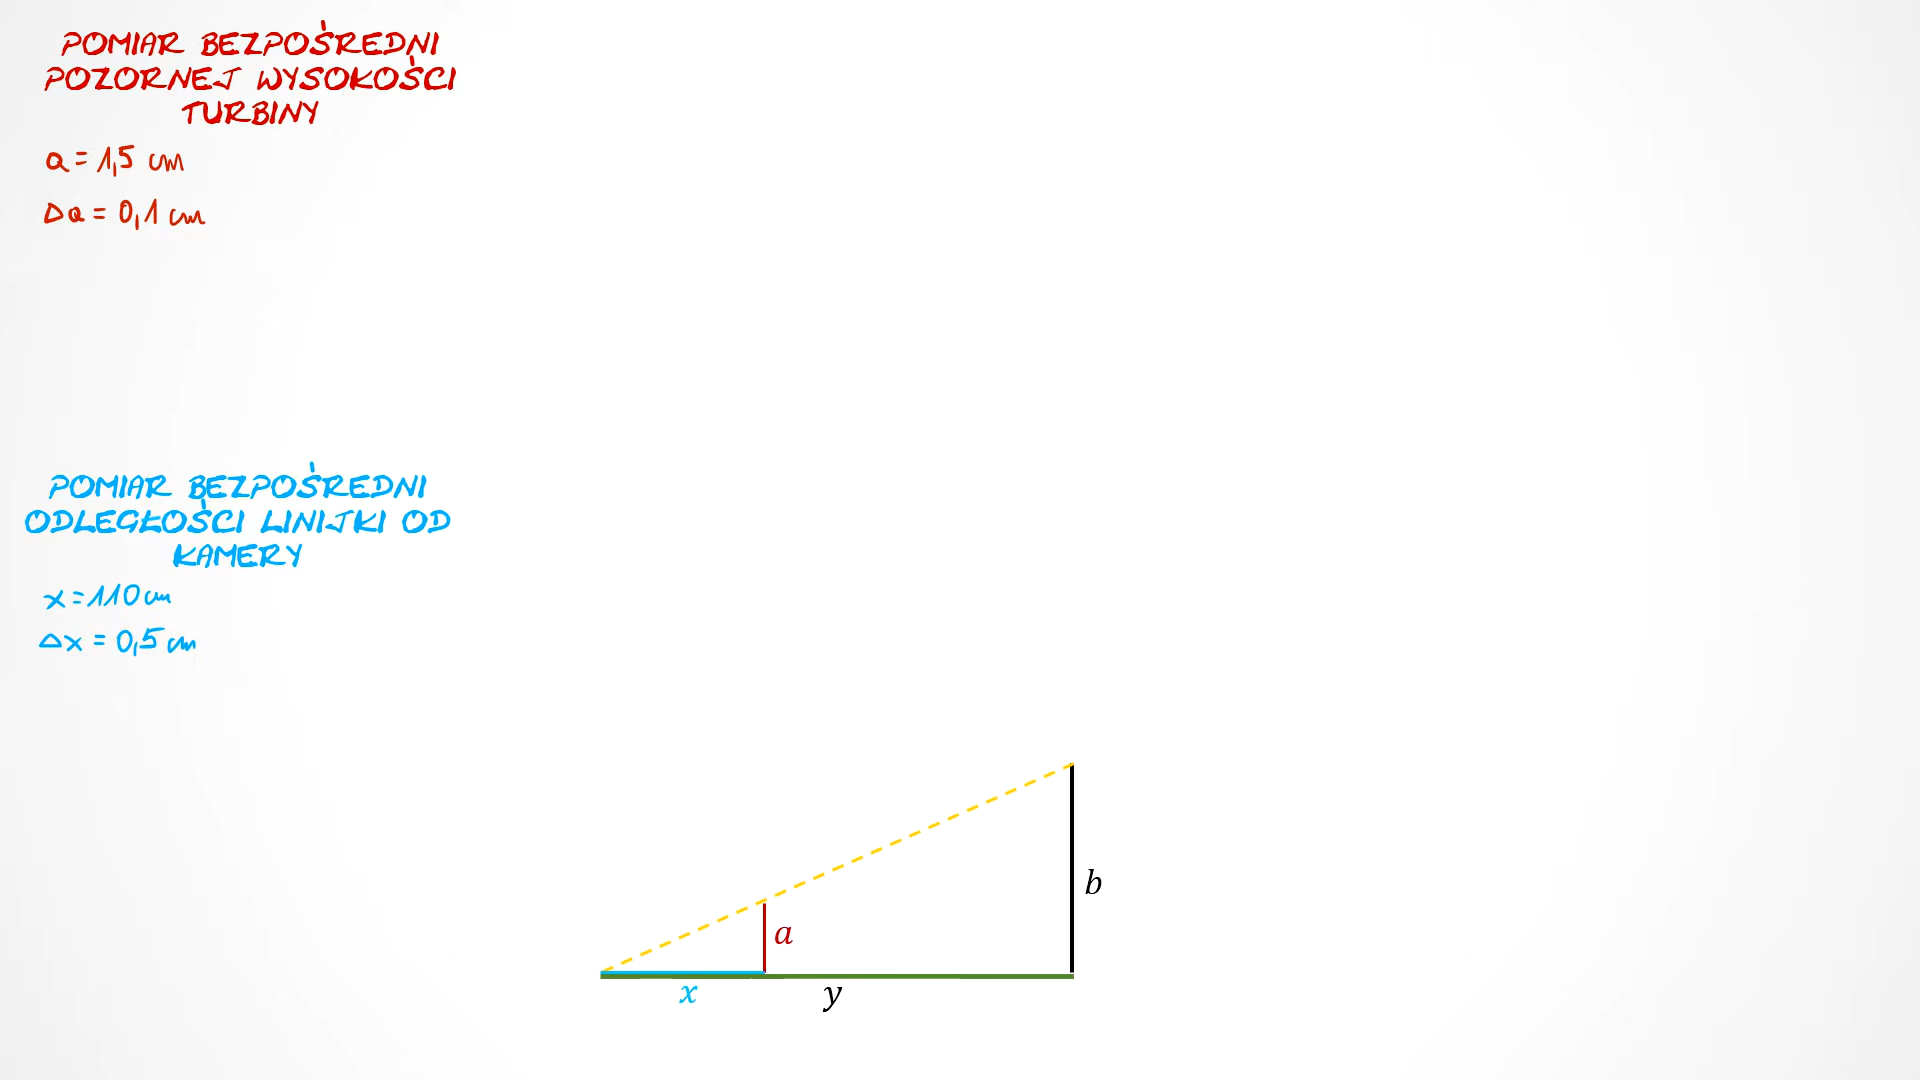 POMIAR BEZPOŚREDNI
POZORNEJ WYSOKOŚCI
TURBINY
a = 1,5 cm
Δa = 0,1 cm
POMIAR BEZPOŚREDNI
ODLEGŁOŚCI LINIJKI OD
KAMERY
x = 110 cm
Δx = 0,5 cm
b
a
x
y